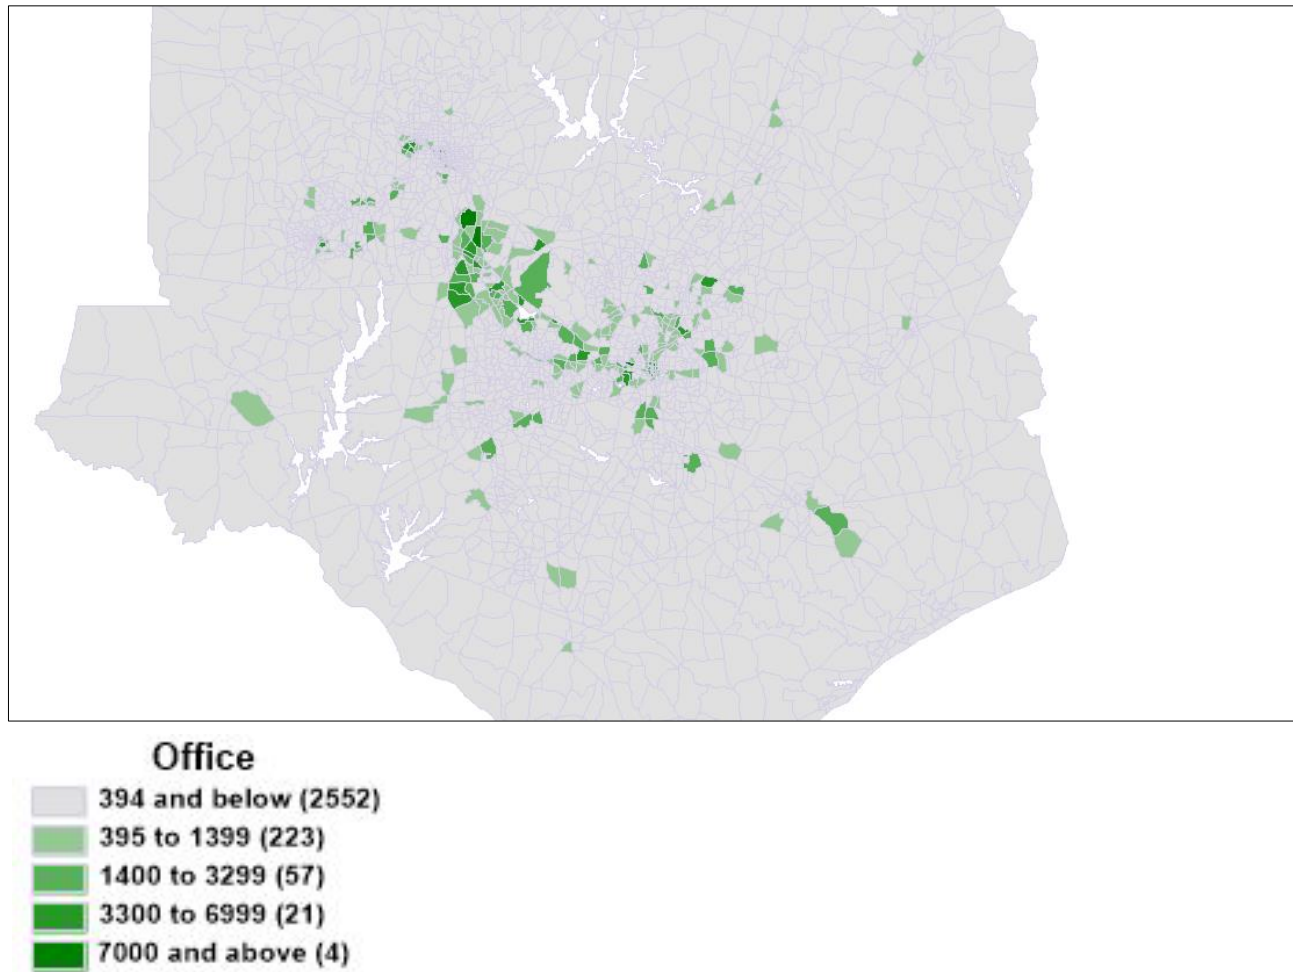 Office
394 and below (2552)
395 to 1399 (223)
1400 to 3299 (57)
3300 to 6999 (21)
7000 and above (4)